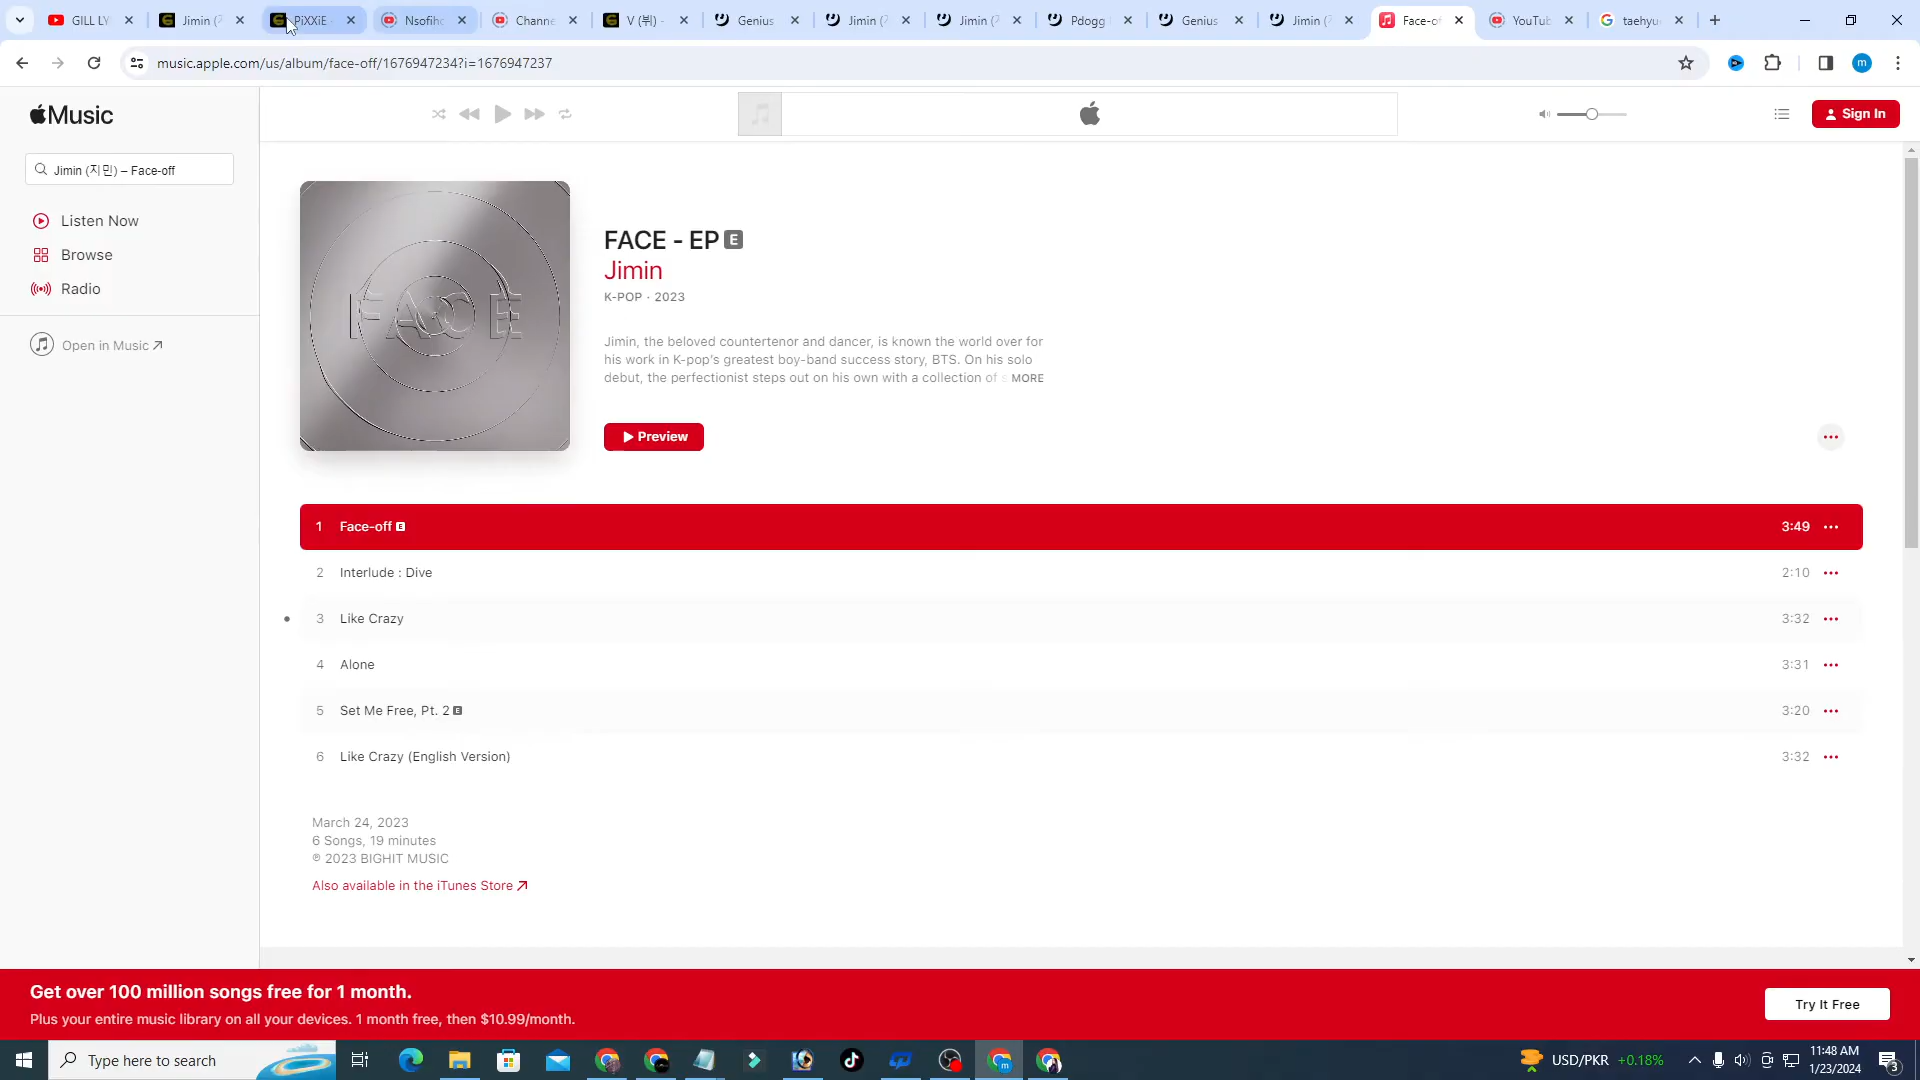 GILL LY
Jimin (지
PiXXiE
Nsofiho
Channe
V (뷔) -
Genius
Jimin (지
Jimin (지
Pdogg
Genius
Jimin (지
Face-of
YouTub
taehyu
music.apple.com/us/album/face-off/1676947234?i=1676947237
m
Music
Sign In
Jimin (지민) – Face-off
Listen Now
Browse
Radio
Open in Music
FACE
FACE - EP E
Jimin
K-POP · 2023
Jimin, the beloved countertenor and dancer, is known the world over for
his work in K-pop's greatest boy-band success story, BTS. On his solo
debut, the perfectionist steps out on his own with a collection of s MORE
Preview
1 Face-off E 3:49
2 Interlude : Dive 2:10
3 Like Crazy 3:32
4 Alone 3:31
5 Set Me Free, Pt. 2 E 3:20
6 Like Crazy (English Version) 3:32
March 24, 2023
6 Songs, 19 minutes
℗ 2023 BIGHIT MUSIC
Also available in the iTunes Store
Get over 100 million songs free for 1 month.
Plus your entire music library on all your devices. 1 month free, then $10.99/month.
Try It Free
Type here to search
USD/PKR +0.18%
11:48 AM
1/23/2024
3